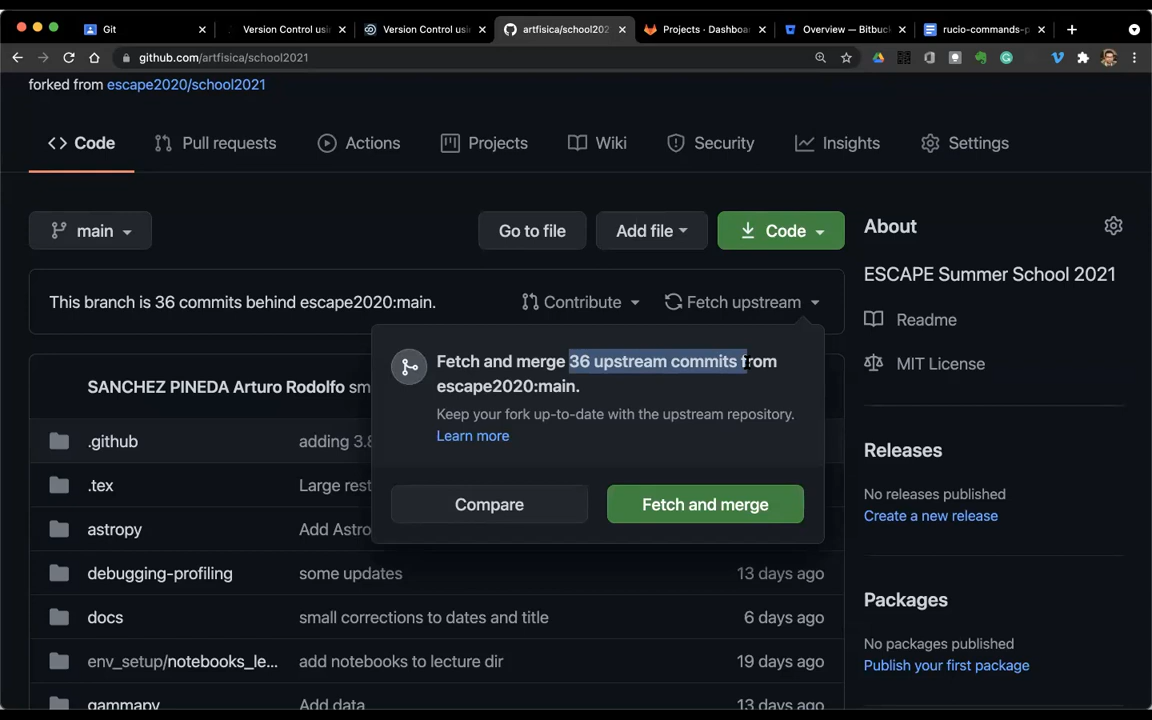 Git
Version Control usi
Version Control usi
artfisica/school202
Projects · Dashboa
Overview — Bitbuck
rucio-commands-p
github.com/artfisica/school2021
forked from escape2020/school2021
Code
Pull requests
Actions
Projects
Wiki
Security
Insights
Settings
main
Go to file
Add file
Code
This branch is 36 commits behind escape2020:main.
Contribute
Fetch upstream
Fetch and merge 36 upstream commits from
escape2020:main.
Keep your fork up-to-date with the upstream repository.
Learn more
Compare
Fetch and merge
SANCHEZ PINEDA Arturo Rodolfo sm
.github
adding 3.8
.tex
Large rest
astropy
Add Astro
debugging-profiling
some updates
13 days ago
docs
small corrections to dates and title
6 days ago
env_setup/notebooks_le...
add notebooks to lecture dir
19 days ago
gammapy
Add data
13 days ago
About
ESCAPE Summer School 2021
Readme
MIT License
Releases
No releases published
Create a new release
Packages
No packages published
Publish your first package